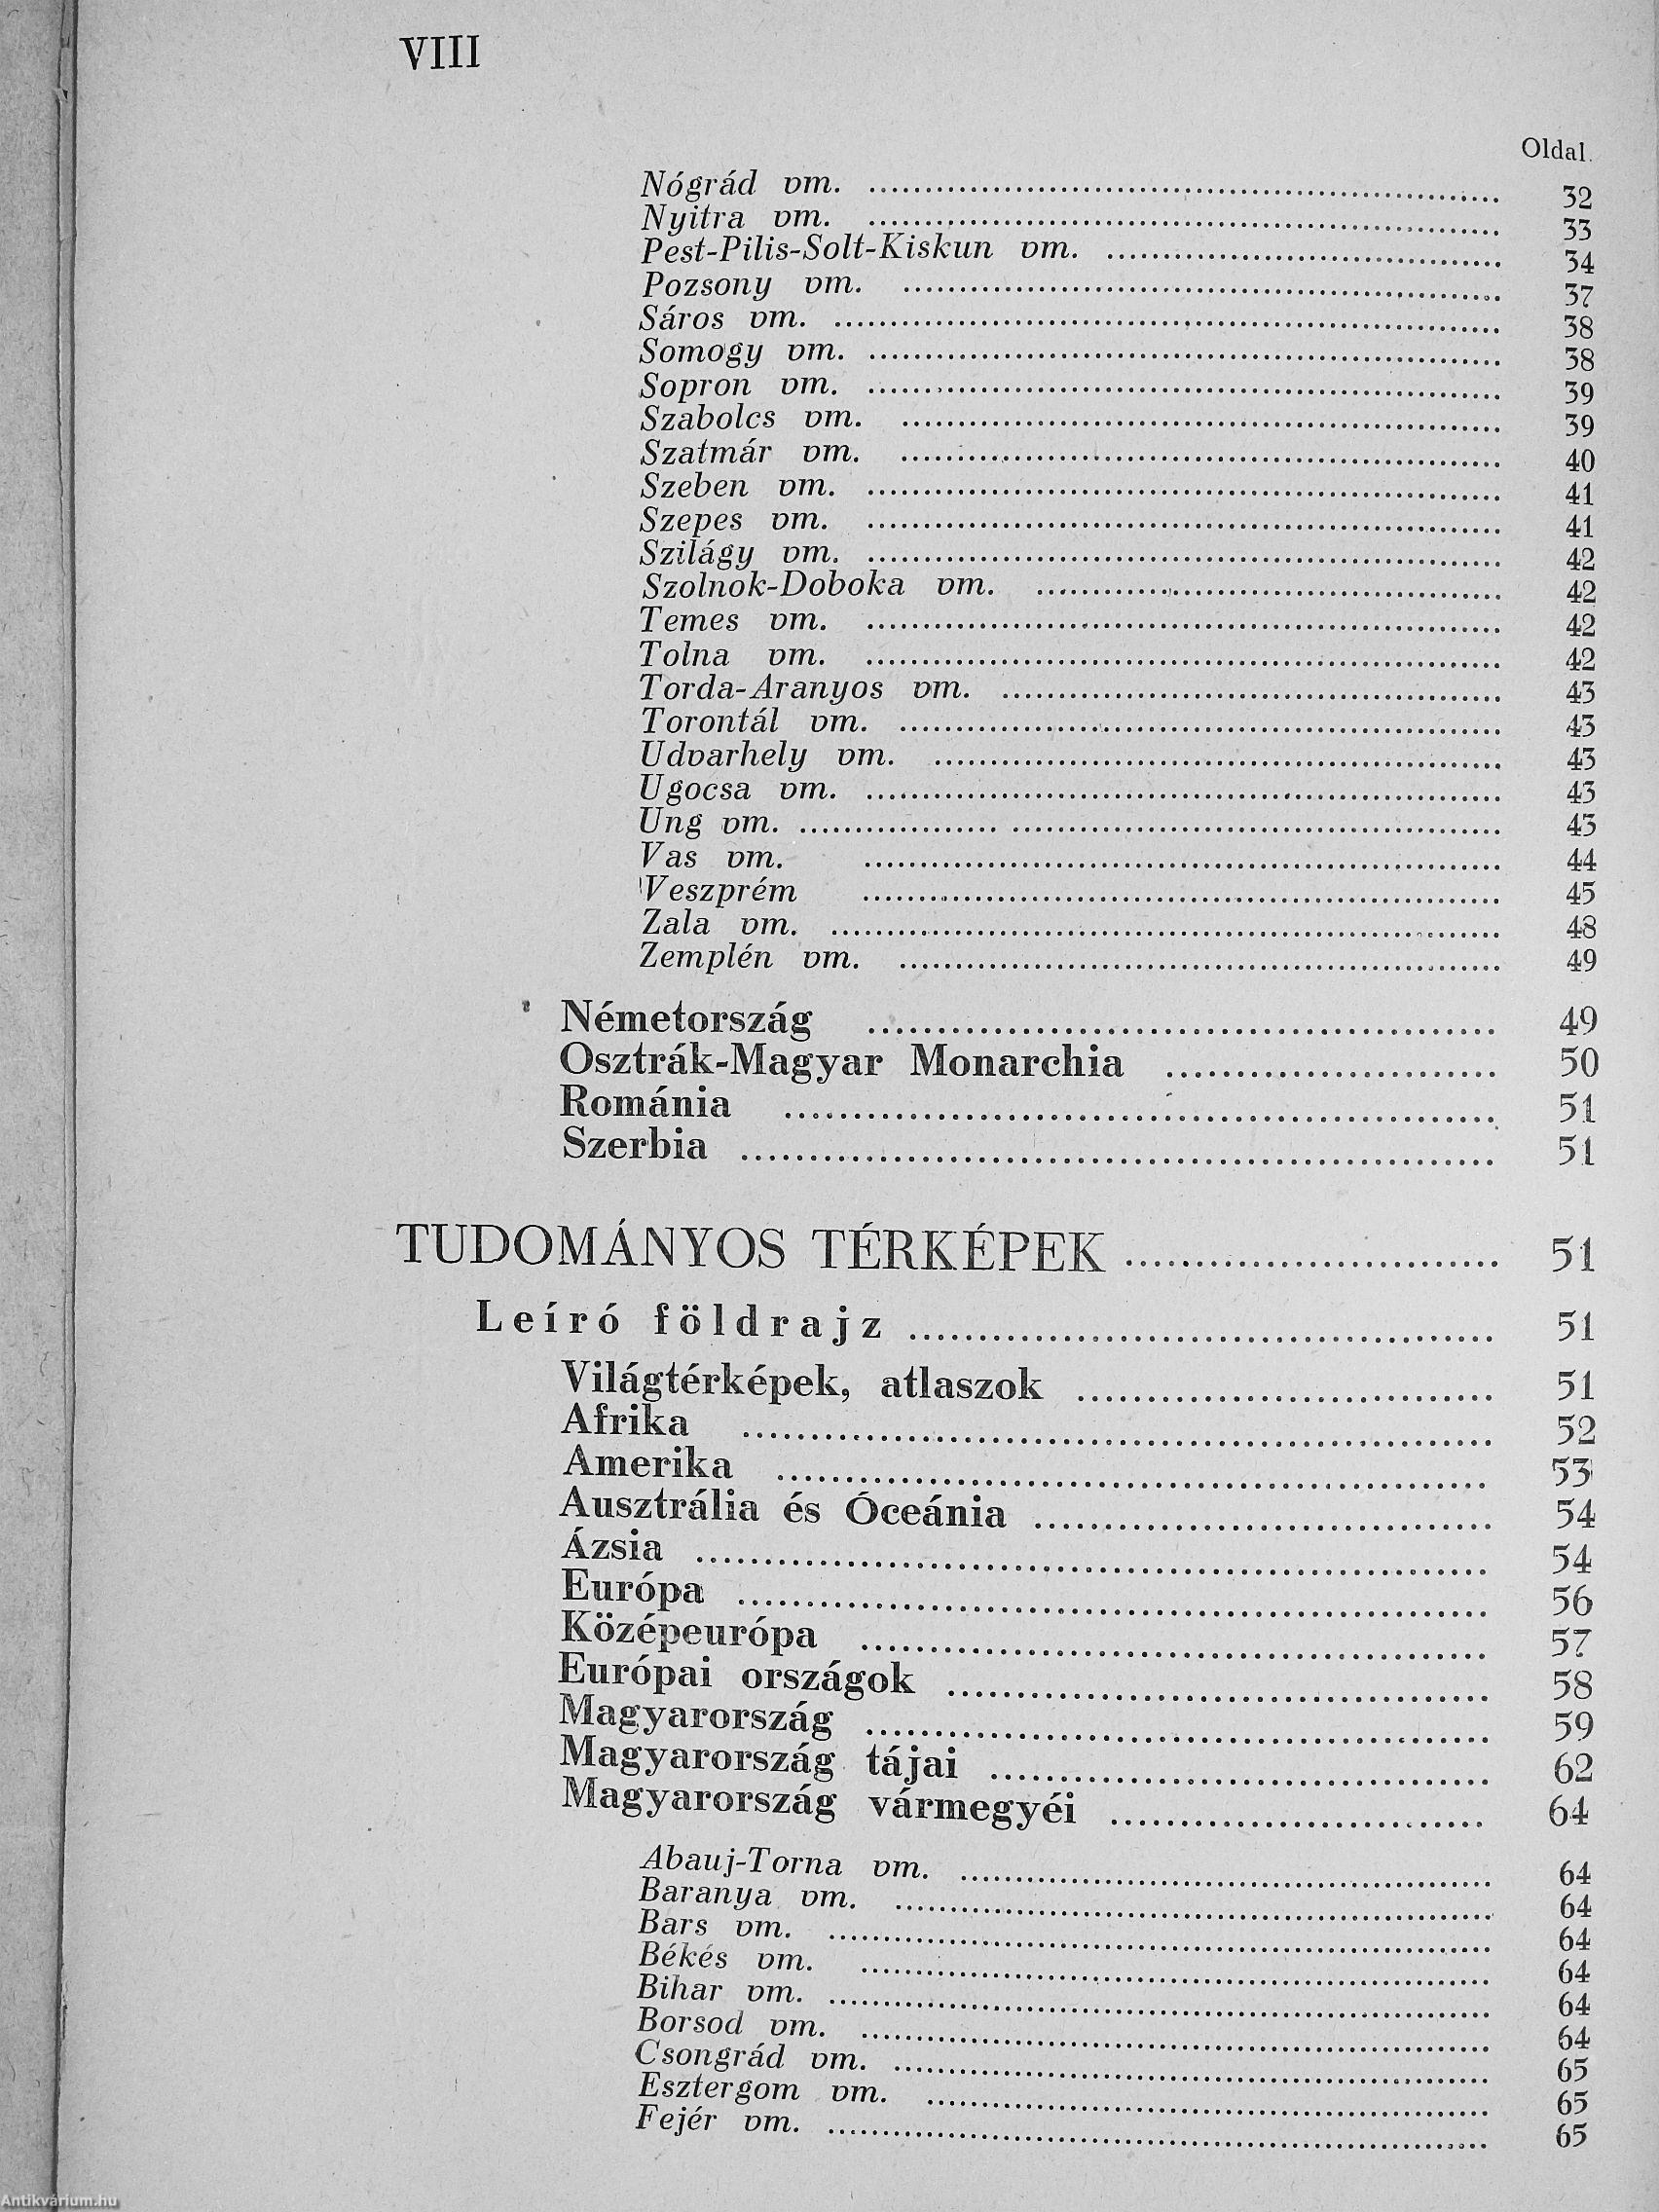 VIII
Oldal.
Nógrád vm. 32
Nyitra vm. 33
Pest-Pilis-Solt-Kiskun vm. 34
Pozsony vm. 37
Sáros vm. 38
Somogy vm. 38
Sopron vm. 39
Szabolcs vm. 39
Szatmár vm. 40
Szeben vm. 41
Szepes vm. 41
Szilágy vm. 42
Szolnok-Doboka vm. 42
Temes vm. 42
Tolna vm. 42
Torda-Aranyos vm. 43
Torontál vm. 43
Udvarhely vm. 43
Ugocsa vm. 43
Ung vm. 43
Vas vm. 44
Veszprém 45
Zala vm. 48
Zemplén vm. 49
Németország 49
Osztrák-Magyar Monarchia 50
Románia 51
Szerbia 51
TUDOMÁNYOS TÉRKÉPEK 51
Leíró földrajz 51
Világtérképek, atlaszok 51
Afrika 52
Amerika 53
Ausztrália és Óceánia 54
Ázsia 54
Európa 56
Középeurópa 57
Európai országok 58
Magyarország 59
Magyarország tájai 62
Magyarország vármegyéi 64
Abauj-Torna vm. 64
Baranya vm. 64
Bars vm. 64
Békés vm. 64
Bihar vm. 64
Borsod vm. 64
Csongrád vm. 65
Esztergom vm. 65
Fejér vm. 65
Antikvárium.hu